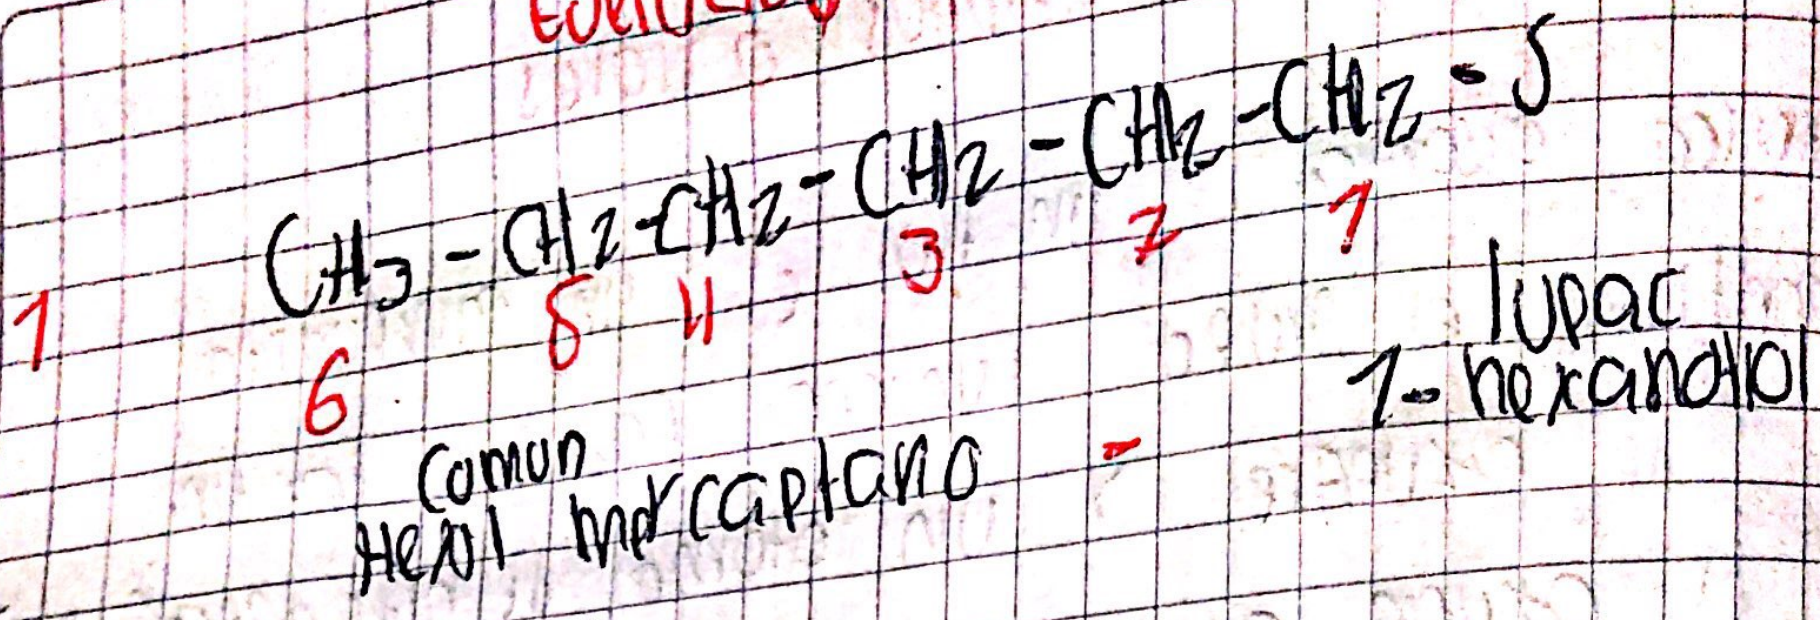 CH3 - CH2 - CH2 - CH2 - CH2 - CH2 - S
1 6 5 4 3 2 1
Iupac
1- hexanotiol
Comun
Hexil mercaptano -